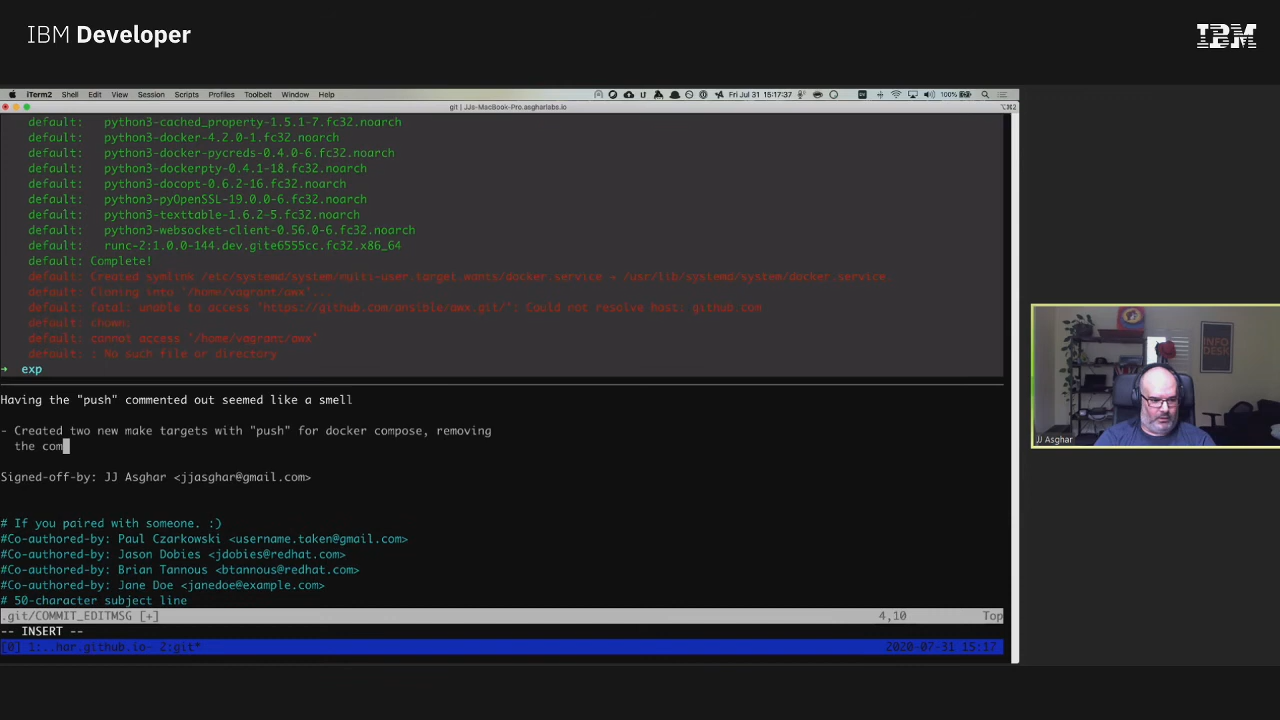 IBM Developer
IBM
iTerm2 Shell Edit View Session Scripts Profiles Toolbelt Window Help Fri Jul 31 15:17:37 100%
git | JJs-MacBook-Pro.asgharlabs.io
default: python3-cached_property-1.5.1-7.fc32.noarch
default: python3-docker-4.2.0-1.fc32.noarch
default: python3-docker-pycreds-0.4.0-6.fc32.noarch
default: python3-dockerpty-0.4.1-18.fc32.noarch
default: python3-docopt-0.6.2-16.fc32.noarch
default: python3-pyOpenSSL-19.0.0-6.fc32.noarch
default: python3-texttable-1.6.2-5.fc32.noarch
default: python3-websocket-client-0.56.0-6.fc32.noarch
default: runc-2:1.0.0-144.dev.gite6555cc.fc32.x86_64
default: Complete!
default: Created symlink /etc/systemd/system/multi-user.target.wants/docker.service → /usr/lib/systemd/system/docker.service.
default: Cloning into '/home/vagrant/awx'...
default: fatal: unable to access 'https://github.com/ansible/awx.git/': Could not resolve host: github.com
default: chown:
default: cannot access '/home/vagrant/awx'
default: : No such file or directory
→ exp
Having the "push" commented out seemed like a smell
- Created two new make targets with "push" for docker compose, removing
the com
Signed-off-by: JJ Asghar <jjasghar@gmail.com>
# If you paired with someone. :)
#Co-authored-by: Paul Czarkowski <username.taken@gmail.com>
#Co-authored-by: Jason Dobies <jdobies@redhat.com>
#Co-authored-by: Brian Tannous <btannous@redhat.com>
#Co-authored-by: Jane Doe <janedoe@example.com>
# 50-character subject line
.git/COMMIT_EDITMSG [+] 4,10 Top
-- INSERT --
[0] 1:..har.github.io- 2:git* 2020-07-31 15:17
INFO
DESK
JJ Asghar